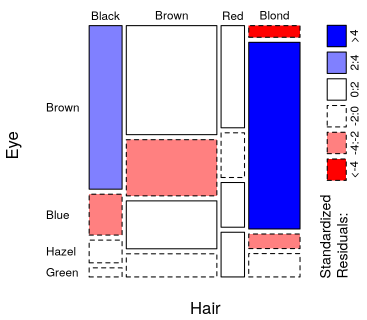 Black Brown Red Blond
Brown
Blue
Hazel
Green
Eye
Hair
Standardized
Residuals:
<-4 -4:-2 -2:0 0:2 2:4 >4